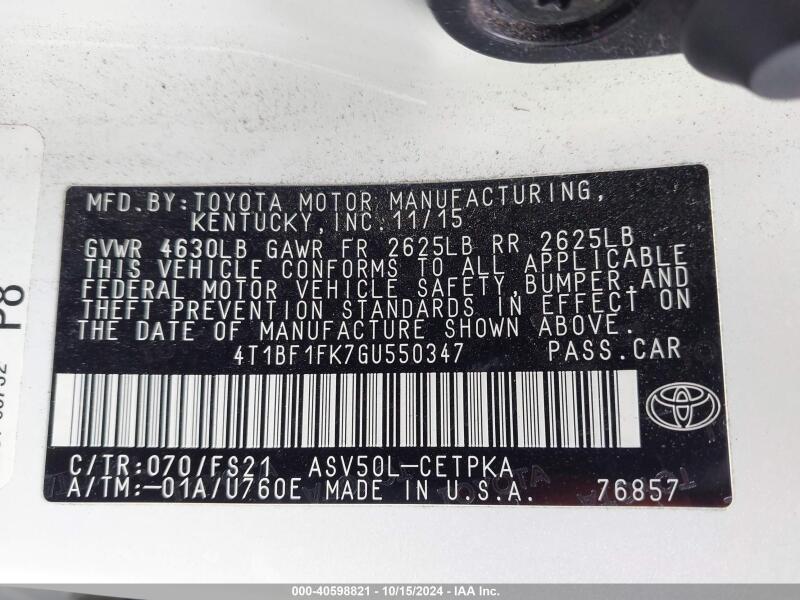 MFD.BY:TOYOTA MOTOR MANUFACTURING,
KENTUCKY,INC.11/15
GVWR 4630LB GAWR FR 2625LB RR 2625LB
THIS VEHICLE CONFORMS TO ALL APPLICABLE
FEDERAL MOTOR VEHICLE SAFETY,BUMPER,AND
THEFT PREVENTION STANDARDS IN EFFECT ON
THE DATE OF MANUFACTURE SHOWN ABOVE.
4T1BF1FK7GU550347 PASS.CAR
C/TR:070/FS21 ASV50L-CETPKA
A/TM:-01A/U760E MADE IN U.S.A. 76857
P8
000-40598821 - 10/15/2024 - IAA Inc.